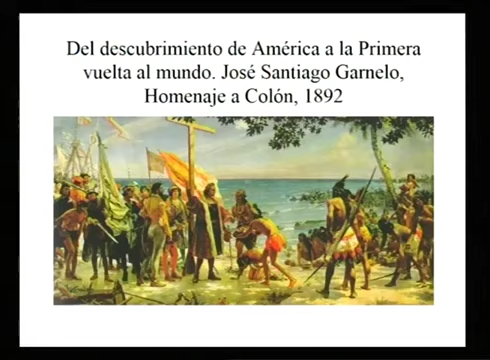 Del descubrimiento de América a la Primera
vuelta al mundo. José Santiago Garnelo,
Homenaje a Colón, 1892